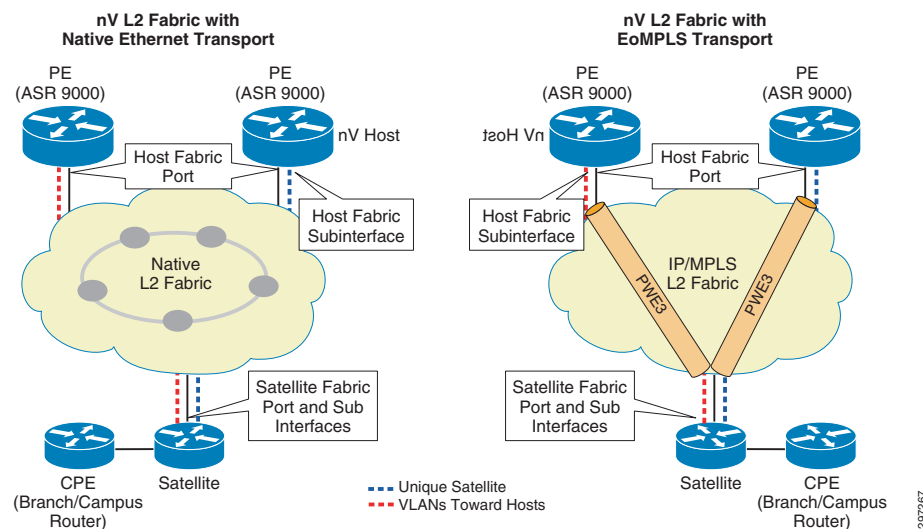 nV L2 Fabric with
Native Ethernet Transport
PE
(ASR 9000)
PE
(ASR 9000)
nV Host
Host Fabric
Port
Host Fabric
Subinterface
Native
L2 Fabric
Satellite Fabric
Port and Sub
Interfaces
CPE
(Branch/Campus
Router)
Satellite
nV L2 Fabric with
EoMPLS Transport
PE
(ASR 9000)
PE
(ASR 9000)
nV Host
Host Fabric
Port
Host Fabric
Subinterface
IP/MPLS
L2 Fabric
PWE3
PWE3
Satellite Fabric
Port and Sub
Interfaces
Satellite
CPE
(Branch/Campus
Router)
Unique Satellite
VLANs Toward Hosts
297267